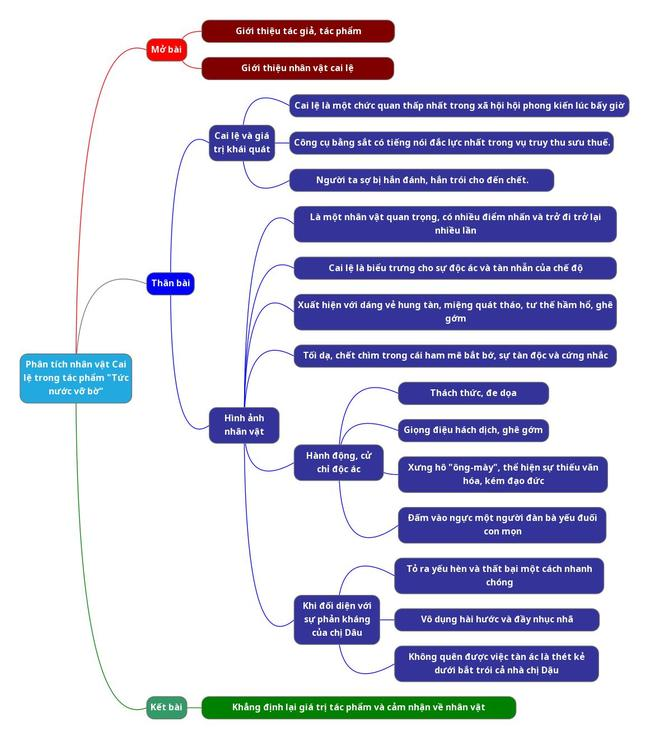 Giới thiệu tác giả, tác phẩm
Mở bài
Giới thiệu nhân vật cai lệ
Cai lệ là một chức quan thấp nhất trong xã hội hội phong kiến lúc bấy giờ
Cai lệ và giá
trị khái quát
Công cụ bằng sắt có tiếng nói đắc lực nhất trong vụ truy thu sưu thuế.
Người ta sợ bị hắn đánh, hắn trói cho đến chết.
Là một nhân vật quan trọng, có nhiều điểm nhấn và trở đi trở lại
nhiều lần
Thân bài
Cai lệ là biểu trưng cho sự độc ác và tàn nhẫn của chế độ
Xuất hiện với dáng vẻ hung tàn, miệng quát tháo, tư thế hầm hổ, ghê
gớm
Tối dạ, chết chìm trong cái ham mê bắt bớ, sự tàn độc và cứng nhắc
Phân tích nhân vật Cai
lệ trong tác phẩm "Tức
nước vỡ bờ"
Hình ảnh
nhân vật
Thách thức, đe dọa
Giọng điệu hách dịch, ghê gớm
Hành động, cử
chỉ độc ác
Xưng hô "ông-mày", thể hiện sự thiếu văn
hóa, kém đạo đức
Đấm vào ngực một người đàn bà yếu đuối
con mọn
Tỏ ra yếu hèn và thất bại một cách nhanh
chóng
Khi đối diện với
sự phản kháng
của chị Dâu
Vô dụng hài hước và đầy nhục nhã
Không quên được việc tàn ác là thét kẻ
dưới bắt trói cả nhà chị Dậu
Kết bài
Khẳng định lại giá trị tác phẩm và cảm nhận về nhân vật